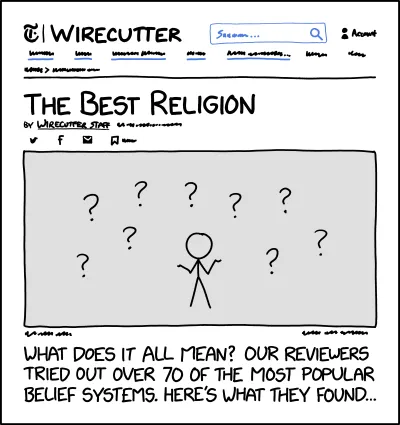 WIRECUTTER
Account
THE BEST RELIGION
BY WIRECUTTER STAFF
? ? ? ? ?
? ? ? ?
WHAT DOES IT ALL MEAN? OUR REVIEWERS
TRIED OUT OVER 70 OF THE MOST POPULAR
BELIEF SYSTEMS. HERE'S WHAT THEY FOUND...